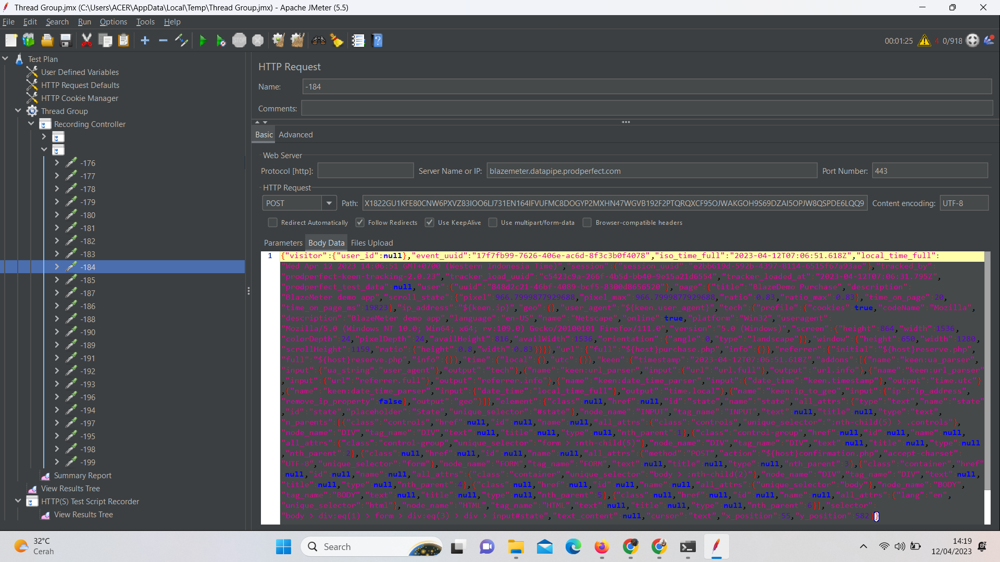 Thread Group.jmx (C:\Users\ACER\AppData\Local\Temp\Thread Group.jmx) - Apache JMeter (5.5)
File Edit Search Run Options Tools Help
STOP
00:01:25 4 0/918
Test Plan
User Defined Variables
HTTP Request Defaults
HTTP Cookie Manager
Thread Group
Recording Controller
-176
-177
-178
-179
-180
-181
-182
-183
-184
-185
-187
-186
-188
-190
-189
-191
-192
-193
-196
-194
-197
-195
-198
-199
Summary Report
View Results Tree
HTTP(S) Test Script Recorder
View Results Tree
HTTP Request
Name: -184
Comments:
Basic Advanced
Web Server
Protocol [http]: Server Name or IP: blazemeter.datapipe.prodperfect.com Port Number: 443
HTTP Request
POST Path: X1822GU1KFE80CNW6PXVZ83IOO6LJ731EN164IFVUFMC8DOGYP2MXHN47WGVB192F2PTQRQXCF95OJWAKGOH9S69DZAI5OPJW8QSPDE6LQQ9 Content encoding: UTF-8
Redirect Automatically Follow Redirects Use KeepAlive Use multipart/form-data Browser-compatible headers
Parameters Body Data Files Upload
1 {"visitor":{"user_id":null},"event_uuid":"17f7fb99-7626-406e-ac6d-8f3c3b0f4078","iso_time_full":"2023-04-12T07:06:51.618Z","local_time_full":
"Wed Apr 12 2023 14:06:51 GMT+0700 (Western Indonesia Time)","session":{"session_uuid":"e2bb619d-592b-4397-8114-6515f67a93ae"},"tracked_by":
"prodperfect-keen-tracking-2.0.23","tracker_load_uuid":"c5423c9a-266f-4b5d-bb40-9e15a21d6554","tracker_loaded_at":"2023-04-12T07:06:31.795Z",
"prodperfect_test_data":null,"user":{"uuid":"848d2c21-46bf-4089-bcf5-8300d8656520"},"page":{"title":"BlazeDemo Purchase","description":
"BlazeMeter demo app","scroll_state":{"pixel":966.7999877929688,"pixel_max":966.7999877929688,"ratio":0.83,"ratio_max":0.83},"time_on_page":20,
"time_on_page_ms":19823},"ip_address":"${keen.ip}","geo":{},"user_agent":"${keen.user_agent}","tech":{"profile":{"cookies":true,"codeName":"Mozilla",
"description":"BlazeMeter demo app","language":"en-US","name":"Netscape","online":true,"platform":"Win32","useragent":
"Mozilla/5.0 (Windows NT 10.0; Win64; x64; rv:109.0) Gecko/20100101 Firefox/111.0","version":"5.0 (Windows)","screen":{"height":864,"width":1536,
"colorDepth":24,"pixelDepth":24,"availHeight":816,"availWidth":1536,"orientation":{"angle":0,"type":"landscape"}},"window":{"height":650,"width":1280,
"scrollHeight":1159,"ratio":{"height":0.8,"width":0.83}}}},"url":{"full":"${host}purchase.php","info":{}},"referrer":{"initial":"${host}reserve.php",
"full":"${host}reserve.php","info":{}},"time":{"local":{},"utc":{}},"keen":{"timestamp":"2023-04-12T07:06:51.618Z","addons":[{"name":"keen:ua_parser",
"input":{"ua_string":"user_agent"},"output":"tech"},{"name":"keen:url_parser","input":{"url":"url.full"},"output":"url.info"},{"name":"keen:url_parser"
,"input":{"url":"referrer.full"},"output":"referrer.info"},{"name":"keen:date_time_parser","input":{"date_time":"keen.timestamp"},"output":"time.utc"}
,{"name":"keen:date_time_parser","input":{"date_time":"local_time_full"},"output":"time.local"},{"name":"keen:ip_to_geo","input":{"ip":"ip_address",
"remove_ip_property":false},"output":"geo"}]},"element":{"class":null,"href":null,"id":"state","name":"state","all_attrs":{"type":"text","name":"state"
,"id":"state","placeholder":"State","unique_selector":"#state"},"node_name":"INPUT","tag_name":"INPUT","text":null,"title":null,"type":"text",
"n_parents":[{"class":"controls","href":null,"id":null,"name":null,"all_attrs":{"class":"controls","unique_selector":":nth-child(5) > .controls"},
"node_name":"DIV","tag_name":"DIV","text":null,"title":null,"type":null,"nth_parent":1},{"class":"control-group","href":null,"id":null,"name":null,
"all_attrs":{"class":"control-group","unique_selector":"form > :nth-child(5)"},"node_name":"DIV","tag_name":"DIV","text":null,"title":null,"type":null
,"nth_parent":2},{"class":null,"href":null,"id":null,"name":null,"all_attrs":{"method":"POST","action":"${host}confirmation.php","accept-charset":
"UTF-8","unique_selector":"form"},"node_name":"FORM","tag_name":"FORM","text":null,"title":null,"type":null,"nth_parent":3},{"class":"container","href"
:null,"id":null,"name":null,"all_attrs":{"class":"container","unique_selector":"body > :nth-child(2)"},"node_name":"DIV","tag_name":"DIV","text":null,
"title":null,"type":null,"nth_parent":4},{"class":null,"href":null,"id":null,"name":null,"all_attrs":{"unique_selector":"body"},"node_name":"BODY",
"tag_name":"BODY","text":null,"title":null,"type":null,"nth_parent":5},{"class":null,"href":null,"id":null,"name":null,"all_attrs":{"lang":"en",
"unique_selector":"html"},"node_name":"HTML","tag_name":"HTML","text":null,"title":null,"type":null,"nth_parent":6}],"selector":
"body > div:eq(1) > form > div:eq(3) > div > input#state","text_content":null,"cursor":"text","x_position":55,"y_position":582}}
32°C
Cerah
Search
14:19
12/04/2023